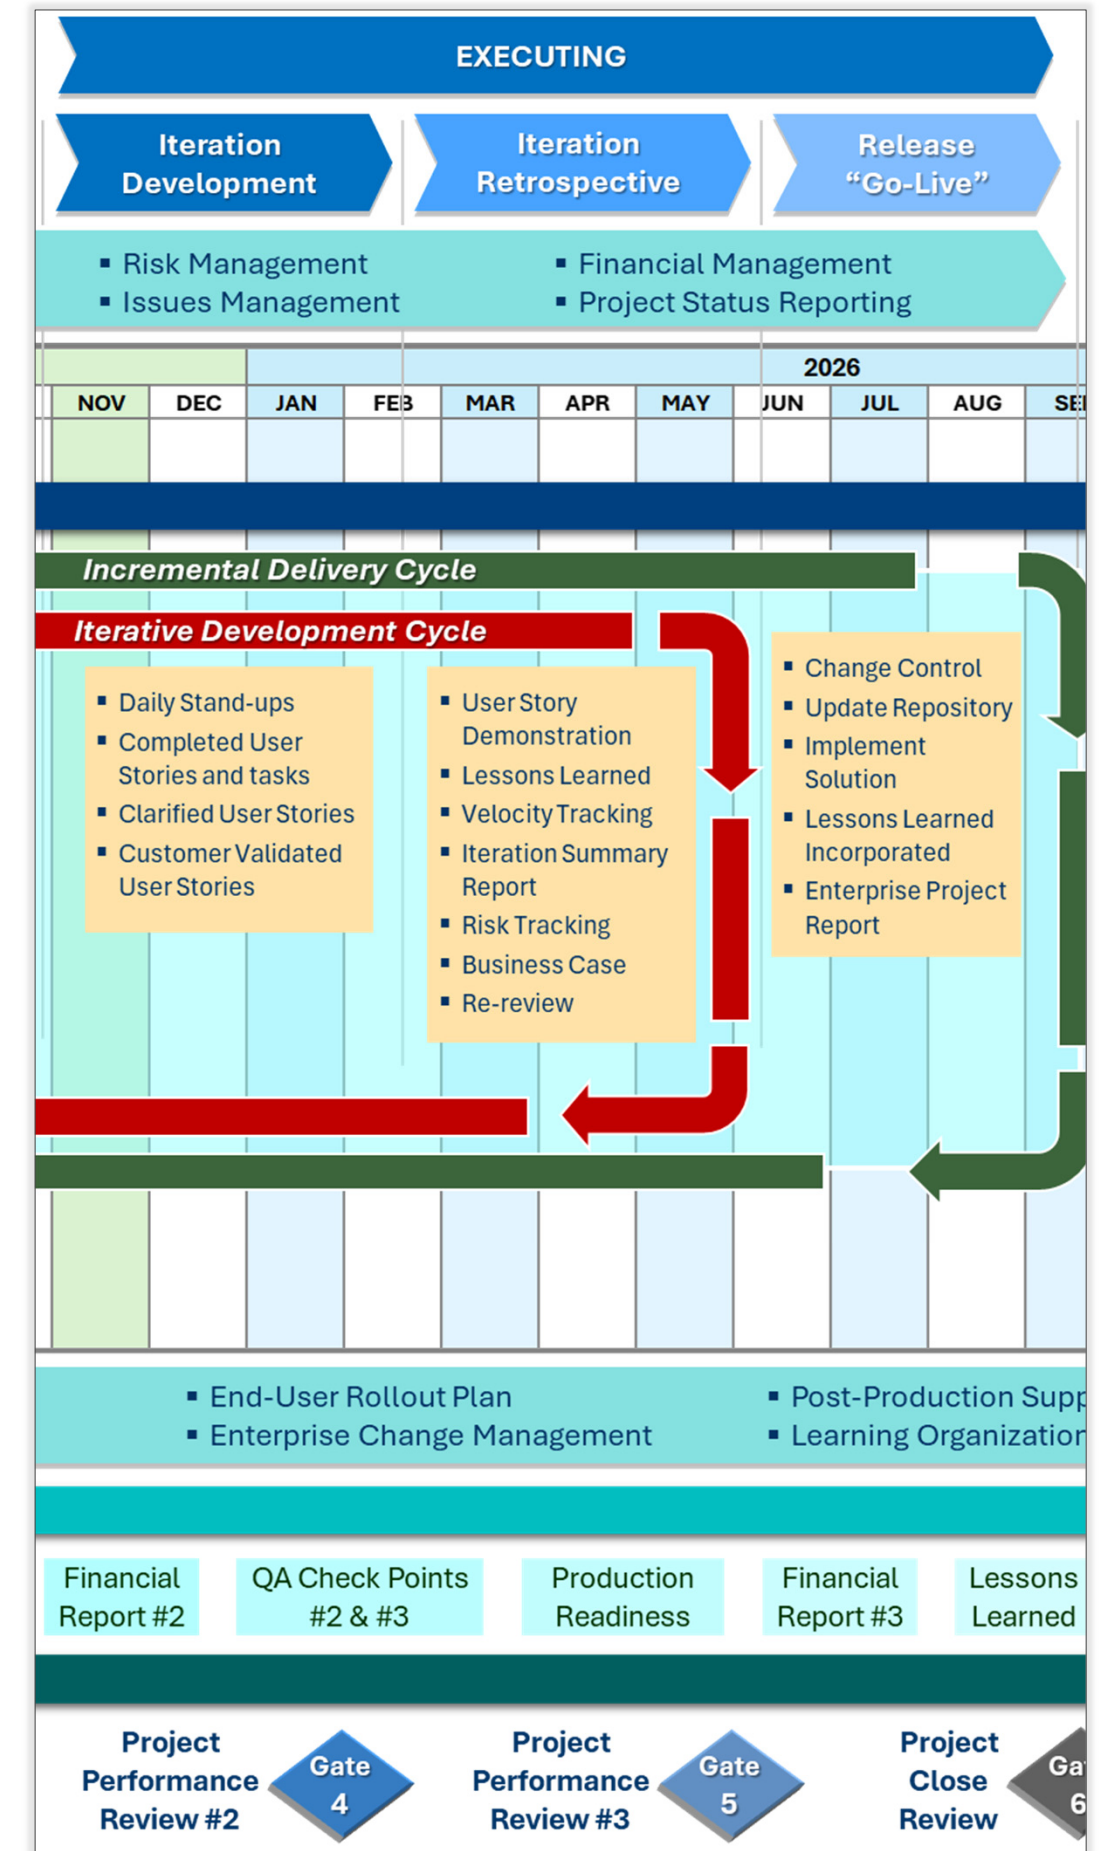 EXECUTING
Iteration
Development
Iteration
Retrospective
Release
“Go-Live”
▪ Risk Management
▪ Issues Management
▪ Financial Management
▪ Project Status Reporting
2026
NOV DEC JAN FEB MAR APR MAY JUN JUL AUG
Incremental Delivery Cycle
Iterative Development Cycle
▪ Daily Stand-ups
▪ Completed User
Stories and tasks
▪ Clarified User Stories
▪ Customer Validated
User Stories
▪ User Story
Demonstration
▪ Lessons Learned
▪ Velocity Tracking
▪ Iteration Summary
Report
▪ Risk Tracking
▪ Business Case
▪ Re-review
▪ Change Control
▪ Update Repository
▪ Implement
Solution
▪ Lessons Learned
Incorporated
▪ Enterprise Project
Report
▪ End-User Rollout Plan
▪ Enterprise Change Management
▪ Post-Production
▪ Learning Organization
Financial
Report #2
QA Check Points
#2 & #3
Production
Readiness
Financial
Report #3
Lessons
Learned
Project
Performance
Review #2
Gate
4
Project
Performance
Review #3
Gate
5
Project
Close
Review
6